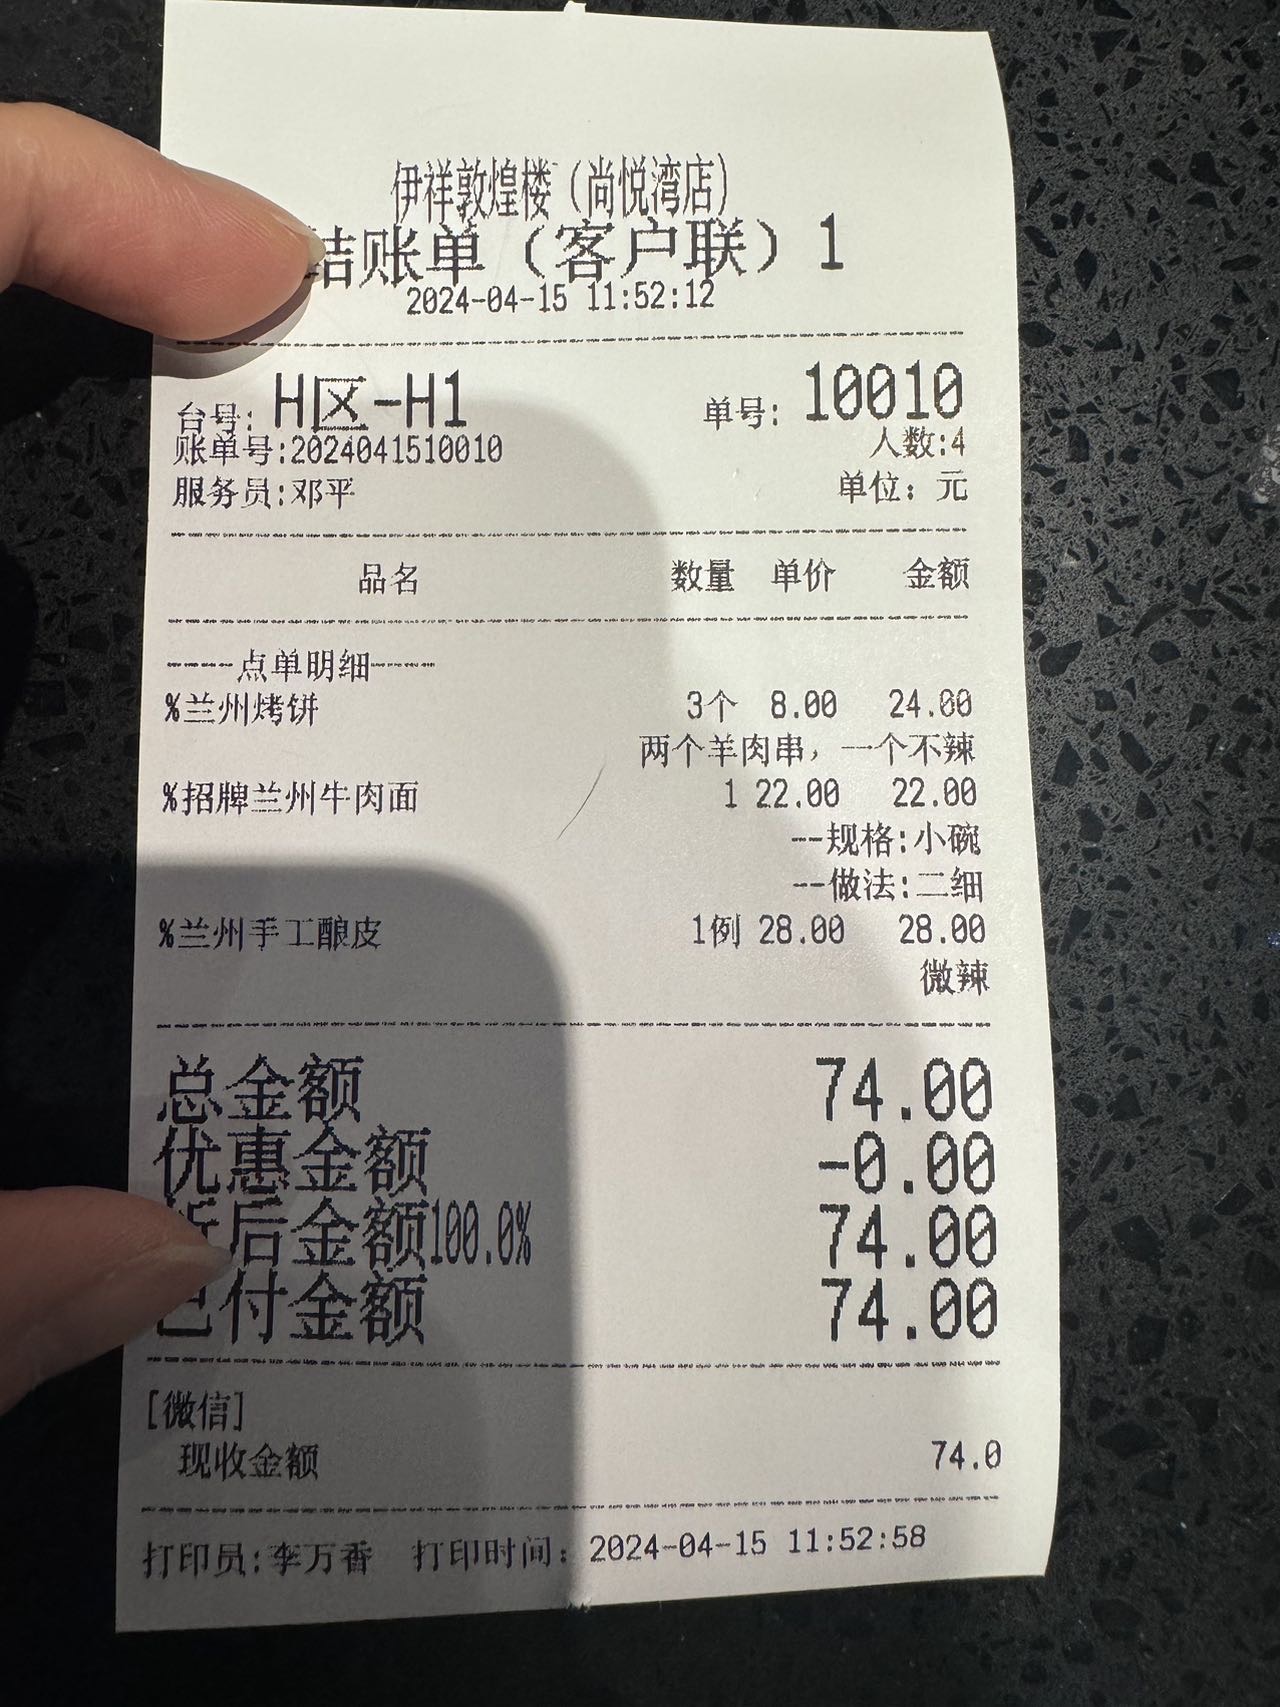 伊祥敦煌楼（尚悦湾店）
结账单（客户联）1
2024-04-15 11:52:12
台号: H区-H1 单号: 10010
账单号:2024041510010 人数:4
服务员:邓平 单位: 元
品名 数量 单价 金额
----点单明细----
%兰州烤饼 3个 8.00 24.00
两个羊肉串, 一个不辣
%招牌兰州牛肉面 1 22.00 22.00
--规格:小碗
--做法:二细
%兰州手工酿皮 1例 28.00 28.00
微辣
总金额 74.00
优惠金额 -0.00
折后金额100.0% 74.00
已付金额 74.00
[微信]
现收金额 74.0
打印员:李万香 打印时间: 2024-04-15 11:52:58